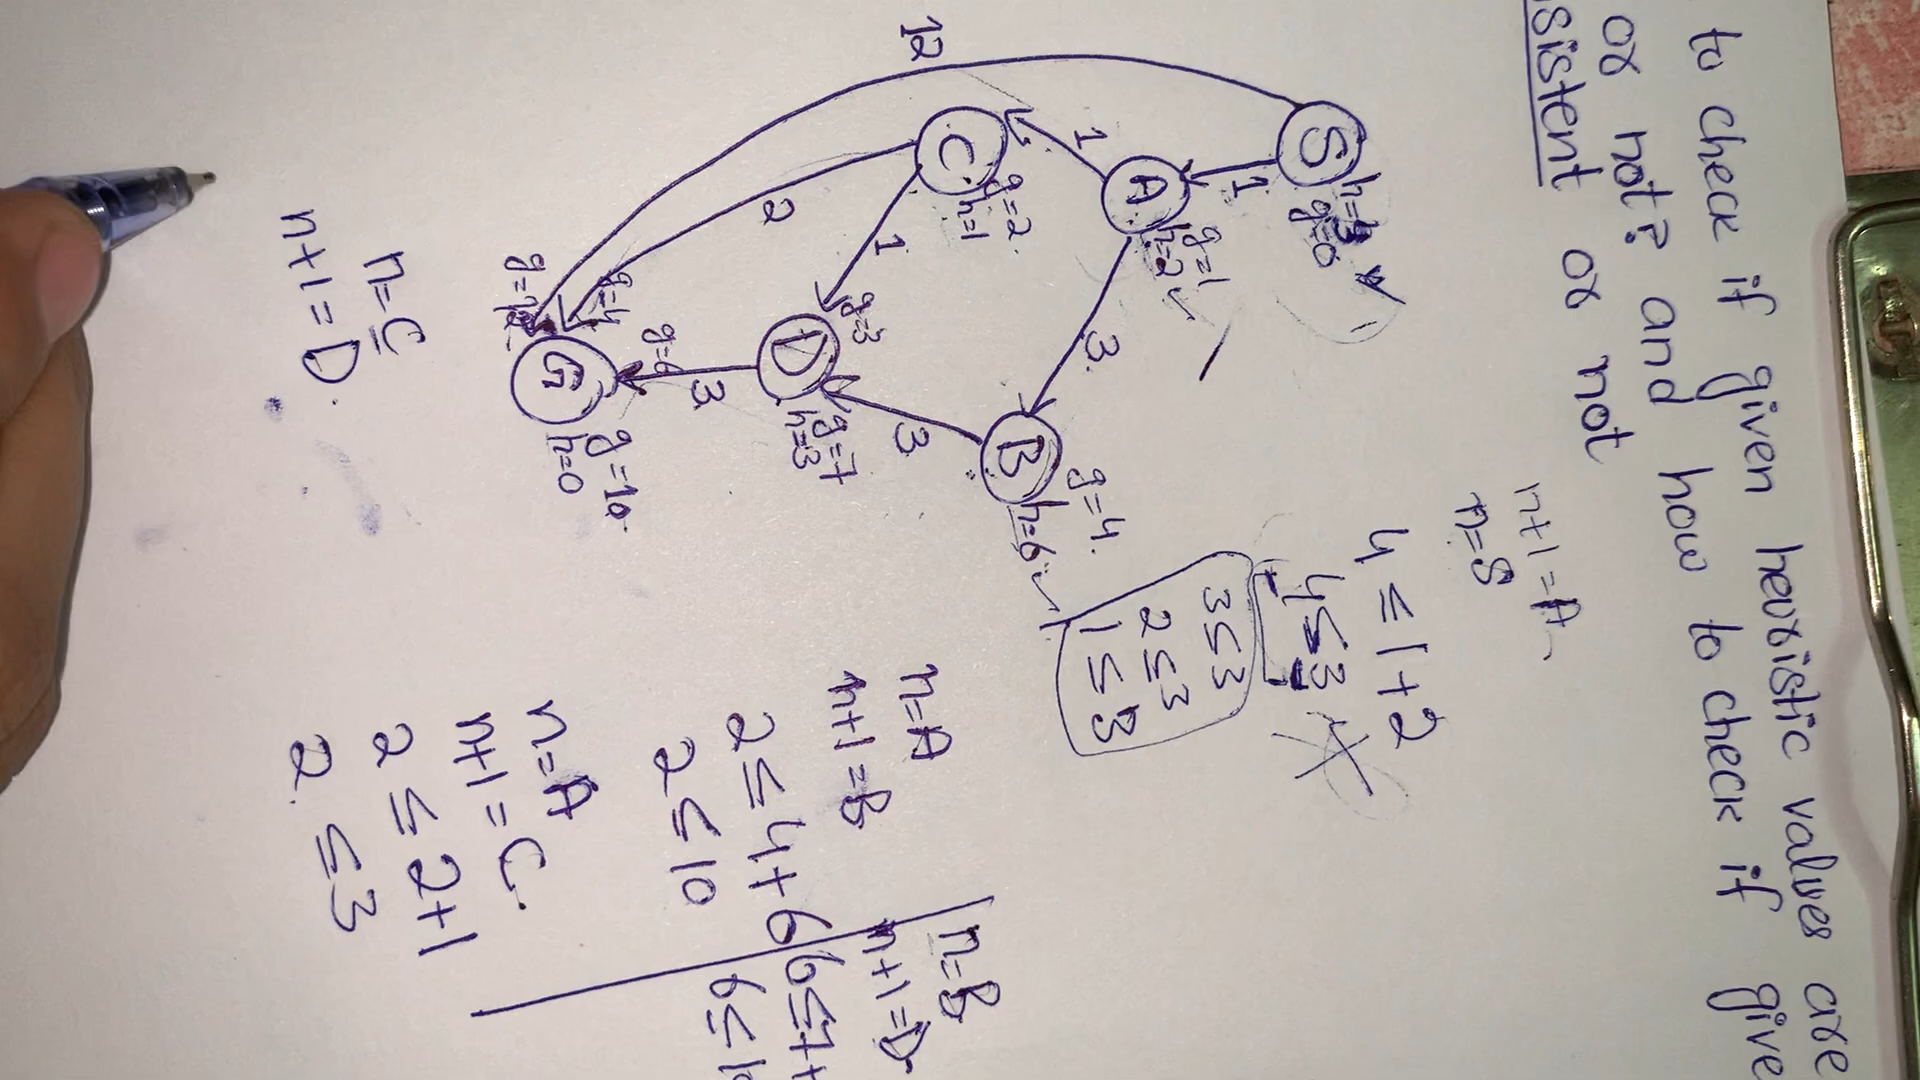 to check if given heuristic values are
or not? and how to check if give
sistent or not
n+1=A
n=S
4 ≤ 1+2
4≤3
3≤3
2≤3
1≤3
S
g=0
1
A
g=1
h=2
1
3
12
C
g=2
h=1
B
g=4
h=6
2
1
3
D
g=3
g=7
h=3
3
g=4
g=6
G
g=10
h=0
n=A
n+1=B
2≤4+6
2≤10
n=B
n+1=D
6≤7+
6≤1
n=A
n+1=C
2≤2+1
2≤3
n=C
n+1=D